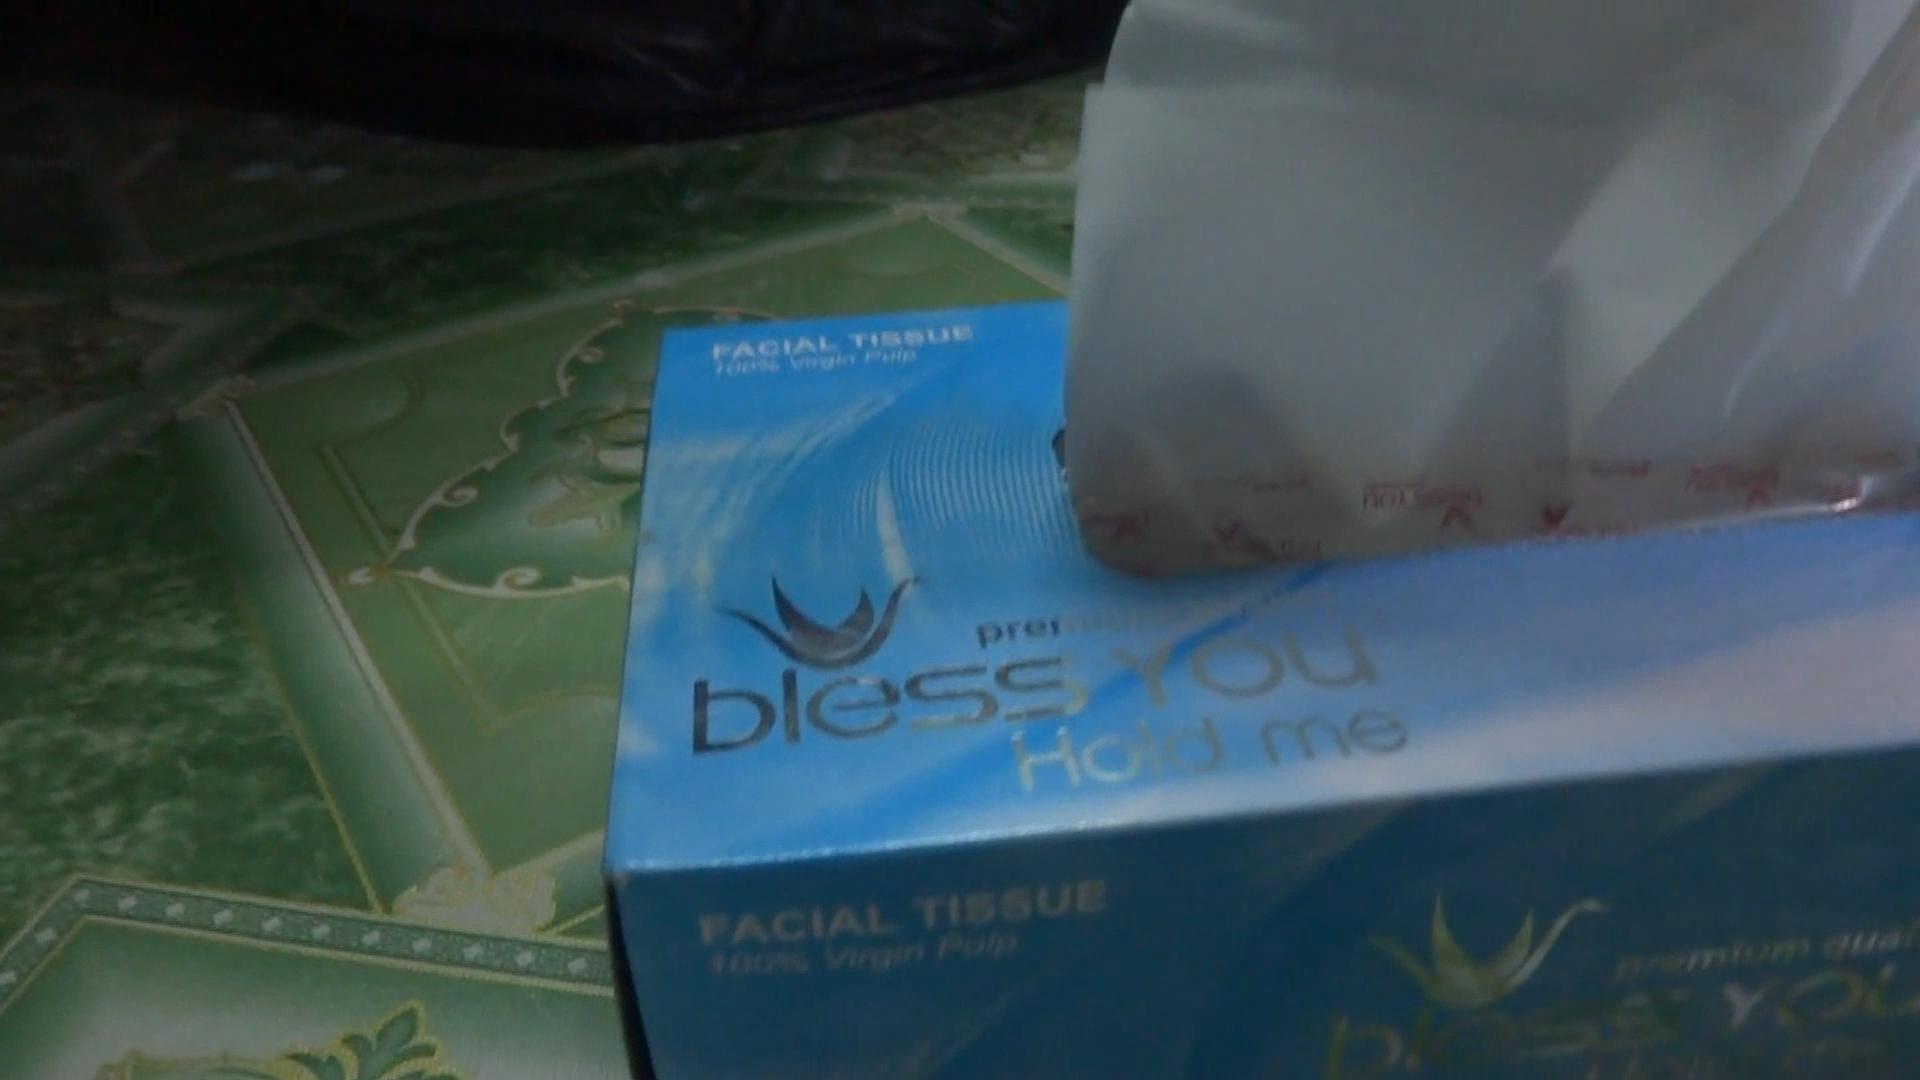 FACIAL TISSUE
100% Virgin Pulp
bless YOU
Hold me
FACIAL TISSUE
100% Virgin Pulp
premium
bless YOU